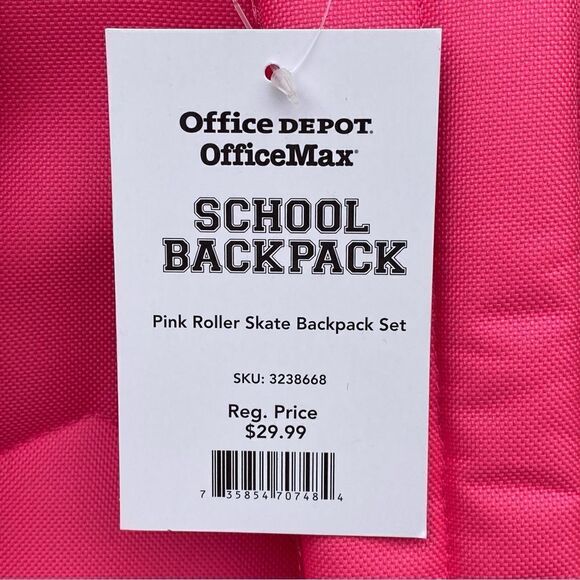 Office DEPOT.
OfficeMax®
SCHOOL
BACKPACK
Pink Roller Skate Backpack Set
SKU: 3238668
Reg. Price
$29.99
7 35854 70748 4